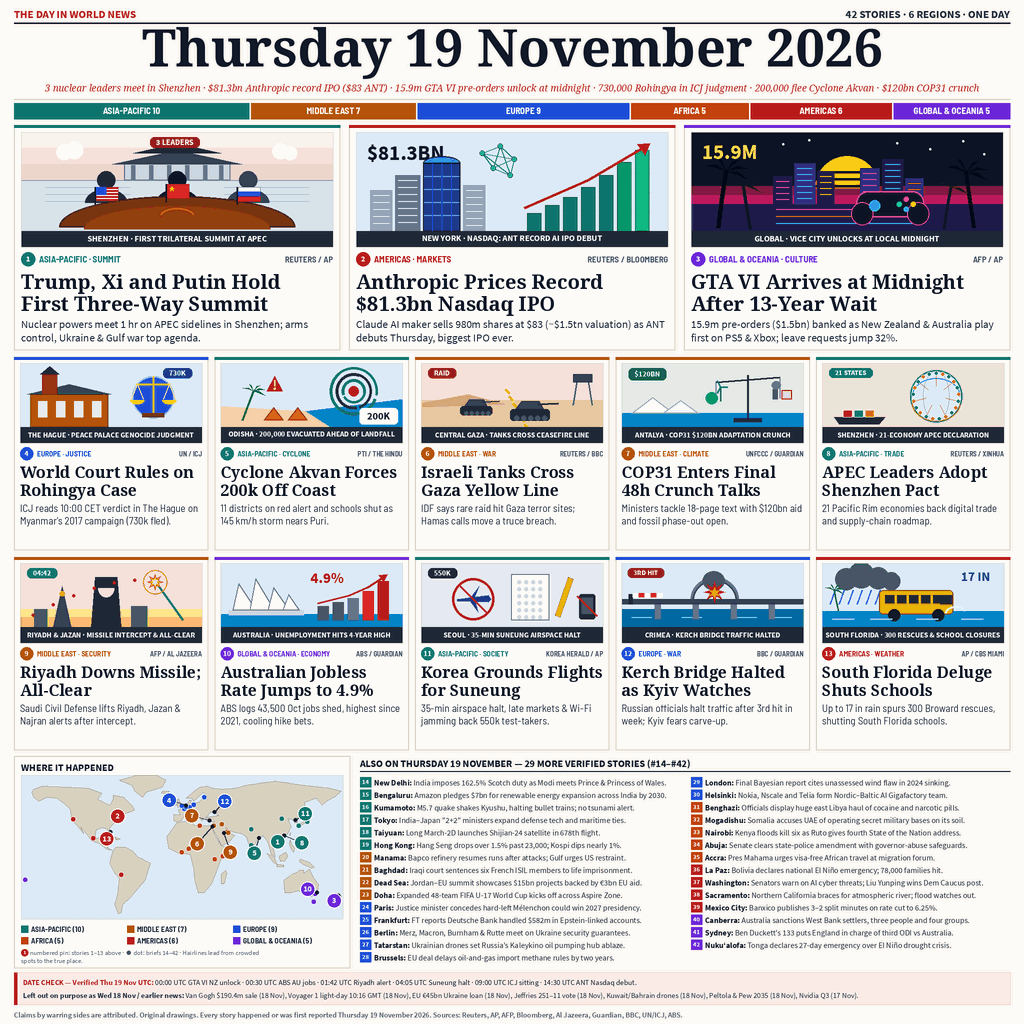 THE DAY IN WORLD NEWS
42 STORIES · 6 REGIONS · ONE DAY
Thursday 19 November 2026
3 nuclear leaders meet in Shenzhen · $81.3bn Anthropic record IPO ($83 ANT) · 15.9m GTA VI pre-orders unlock at midnight · 730,000 Rohingya in ICJ judgment · 200,000 flee Cyclone Akvan · $120bn COP31 crunch
ASIA-PACIFIC 10
MIDDLE EAST 7
EUROPE 9
AFRICA 5
AMERICAS 6
GLOBAL & OCEANIA 5
3 LEADERS
SHENZHEN · FIRST TRILATERAL SUMMIT AT APEC
1 ASIA-PACIFIC · SUMMIT
REUTERS / AP
Trump, Xi and Putin Hold
First Three-Way Summit
Nuclear powers meet 1 hr on APEC sidelines in Shenzhen; arms
control, Ukraine & Gulf war top agenda.
$81.3BN
NEW YORK · NASDAQ: ANT RECORD AI IPO DEBUT
2 AMERICAS · MARKETS
REUTERS / BLOOMBERG
Anthropic Prices Record
$81.3bn Nasdaq IPO
Claude AI maker sells 980m shares at $83 (~$1.5tn valuation) as ANT
debuts Thursday, biggest IPO ever.
15.9M
GLOBAL · VICE CITY UNLOCKS AT LOCAL MIDNIGHT
3 GLOBAL & OCEANIA · CULTURE
AFP / AP
GTA VI Arrives at Midnight
After 13-Year Wait
15.9m pre-orders ($1.5bn) banked as New Zealand & Australia play
first on PS5 & Xbox; leave requests jump 32%.
730K
THE HAGUE · PEACE PALACE GENOCIDE JUDGMENT
4 EUROPE · JUSTICE
UN / ICJ
World Court Rules on
Rohingya Case
ICJ reads 10:00 CET verdict in The Hague on
Myanmar's 2017 campaign (730k fled).
!
200K
ODISHA · 200,000 EVACUATED AHEAD OF LANDFALL
5 ASIA-PACIFIC · CYCLONE
PTI / THE HINDU
Cyclone Akvan Forces
200k Off Coast
11 districts on red alert and schools shut as
145 km/h storm nears Puri.
RAID
CENTRAL GAZA · TANKS CROSS CEASEFIRE LINE
6 MIDDLE EAST · WAR
REUTERS / BBC
Israeli Tanks Cross
Gaza Yellow Line
IDF says rare raid hit Gaza terror sites;
Hamas calls move a truce breach.
$120BN
ANTALYA · COP31 $120BN ADAPTATION CRUNCH
7 MIDDLE EAST · CLIMATE
UNFCCC / GUARDIAN
COP31 Enters Final
48h Crunch Talks
Ministers tackle 18-page text with $120bn aid
and fossil phase-out open.
21 STATES
SHENZHEN · 21-ECONOMY APEC DECLARATION
8 ASIA-PACIFIC · TRADE
REUTERS / XINHUA
APEC Leaders Adopt
Shenzhen Pact
21 Pacific Rim economies back digital trade
and supply-chain roadmap.
04:42
RIYADH & JAZAN · MISSILE INTERCEPT & ALL-CLEAR
9 MIDDLE EAST · SECURITY
AFP / AL JAZEERA
Riyadh Downs Missile;
All-Clear
Saudi Civil Defense lifts Riyadh, Jazan &
Najran alerts after intercept.
4.9%
AUSTRALIA · UNEMPLOYMENT HITS 4-YEAR HIGH
10 GLOBAL & OCEANIA · ECONOMY
ABS / GUARDIAN
Australian Jobless
Rate Jumps to 4.9%
ABS logs 43,500 Oct jobs shed, highest since
2021, cooling hike bets.
550K
SEOUL · 35-MIN SUNEUNG AIRSPACE HALT
11 ASIA-PACIFIC · SOCIETY
KOREA HERALD / AP
Korea Grounds Flights
for Suneung
35-min airspace halt, late markets & Wi-Fi
jamming back 550k test-takers.
3RD HIT
CRIMEA · KERCH BRIDGE TRAFFIC HALTED
12 EUROPE · WAR
BBC / GUARDIAN
Kerch Bridge Halted
as Kyiv Watches
Russian officials halt traffic after 3rd hit in
week; Kyiv fears carve-up.
17 IN
SOUTH FLORIDA · 300 RESCUES & SCHOOL CLOSURES
13 AMERICAS · WEATHER
AP / CBS MIAMI
South Florida Deluge
Shuts Schools
Up to 17 in rain spurs 300 Broward rescues,
shutting South Florida schools.
WHERE IT HAPPENED
4
12
2
7
11
13
6
9
5
1
8
10
3
ASIA-PACIFIC (10)
MIDDLE EAST (7)
EUROPE (9)
AFRICA (5)
AMERICAS (6)
GLOBAL & OCEANIA (5)
1 numbered pin: stories 1–13 above · ● dot: briefs 14–42 · Hairlines lead from crowded
spots to the true place.
ALSO ON THURSDAY 19 NOVEMBER — 29 MORE VERIFIED STORIES (#14–#42)
14 New Delhi: India imposes 162.5% Scotch duty as Modi meets Prince & Princess of Wales.
15 Bengaluru: Amazon pledges $7bn for renewable energy expansion across India by 2030.
16 Kumamoto: M5.7 quake shakes Kyushu, halting bullet trains; no tsunami alert.
17 Tokyo: India–Japan "2+2" ministers expand defense tech and maritime ties.
18 Taiyuan: Long March-2D launches Shijian-24 satellite in 678th flight.
19 Hong Kong: Hang Seng drops over 1.5% past 23,000; Kospi dips nearly 1%.
20 Manama: Bapco refinery resumes runs after attacks; Gulf urges US restraint.
21 Baghdad: Iraqi court sentences six French ISIL members to life imprisonment.
22 Dead Sea: Jordan–EU summit showcases $15bn projects backed by €3bn EU aid.
23 Doha: Expanded 48-team FIFA U-17 World Cup kicks off across Aspire Zone.
24 Paris: Justice minister concedes hard-left Mélenchon could win 2027 presidency.
25 Frankfurt: FT reports Deutsche Bank handled $582m in Epstein-linked accounts.
26 Berlin: Merz, Macron, Burnham & Rutte meet on Ukraine security guarantees.
27 Tatarstan: Ukrainian drones set Russia's Kaleykino oil pumping hub ablaze.
28 Brussels: EU deal delays oil-and-gas import methane rules by two years.
29 London: Final Bayesian report cites unassessed wind flaw in 2024 sinking.
30 Helsinki: Nokia, Nscale and Telia form Nordic–Baltic AI Gigafactory team.
31 Benghazi: Officials display huge east Libya haul of cocaine and narcotic pills.
32 Mogadishu: Somalia accuses UAE of operating secret military bases on its soil.
33 Nairobi: Kenya floods kill six as Ruto gives fourth State of the Nation address.
34 Abuja: Senate clears state-police amendment with governor-abuse safeguards.
35 Accra: Pres Mahama urges visa-free African travel at migration forum.
36 La Paz: Bolivia declares national El Niño emergency; 78,000 families hit.
37 Washington: Senators warn on AI cyber threats; Liu Yunping wins Dem Caucus post.
38 Sacramento: Northern California braces for atmospheric river; flood watches out.
39 Mexico City: Banxico publishes 3–2 split minutes on rate cut to 6.25%.
40 Canberra: Australia sanctions West Bank settlers, three people and four groups.
41 Sydney: Ben Duckett's 133 puts England in charge of third ODI vs Australia.
42 Nukuʻalofa: Tonga declares 27-day emergency over El Niño drought crisis.
DATE CHECK — Verified Thu 19 Nov UTC: 00:00 UTC GTA VI NZ unlock · 00:30 UTC ABS AU jobs · 01:42 UTC Riyadh alert · 04:05 UTC Suneung halt · 09:00 UTC ICJ sitting · 14:30 UTC ANT Nasdaq debut.
Left out on purpose as Wed 18 Nov / earlier news: Van Gogh $190.4m sale (18 Nov), Voyager 1 light-day 10:16 GMT (18 Nov), EU €45bn Ukraine loan (18 Nov), Jeffries 251–11 vote (18 Nov), Kuwait/Bahrain drones (18 Nov), Peltola & Pew 2035 (18 Nov), Nvidia Q3 (17 Nov).
Claims by warring sides are attributed. Original drawings. Every story happened or was first reported Thursday 19 November 2026. Sources: Reuters, AP, AFP, Bloomberg, Al Jazeera, Guardian, BBC, UN/ICJ, ABS.